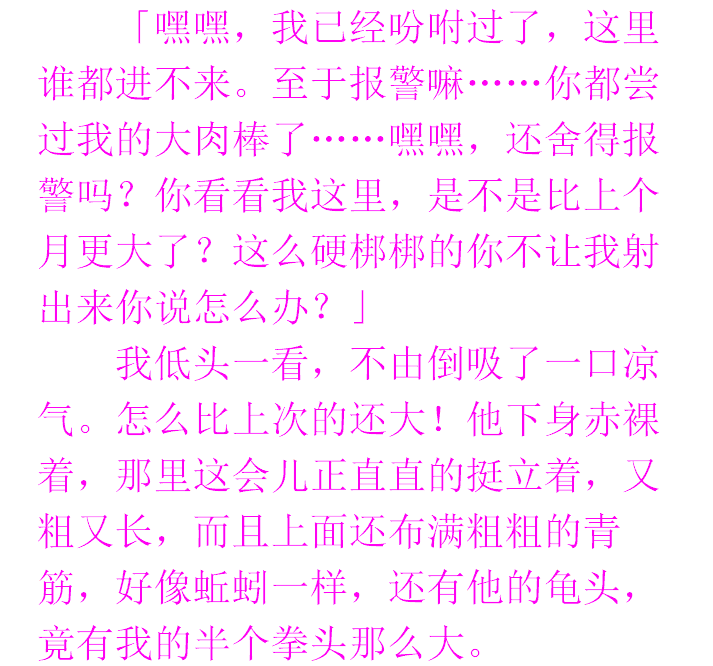 「嘿嘿，我已经吩咐过了，这里
谁都进不来。至于报警嘛……你都尝
过我的大肉棒了……嘿嘿，还舍得报
警吗？你看看我这里，是不是比上个
月更大了？这么硬梆梆的你不让我射
出来你说怎么办？」
我低头一看，不由倒吸了一口凉
气。怎么比上次的还大！他下身赤裸
着，那里这会儿正直直的挺立着，又
粗又长，而且上面还布满粗粗的青
筋，好像蚯蚓一样，还有他的龟头，
竟有我的半个拳头那么大。